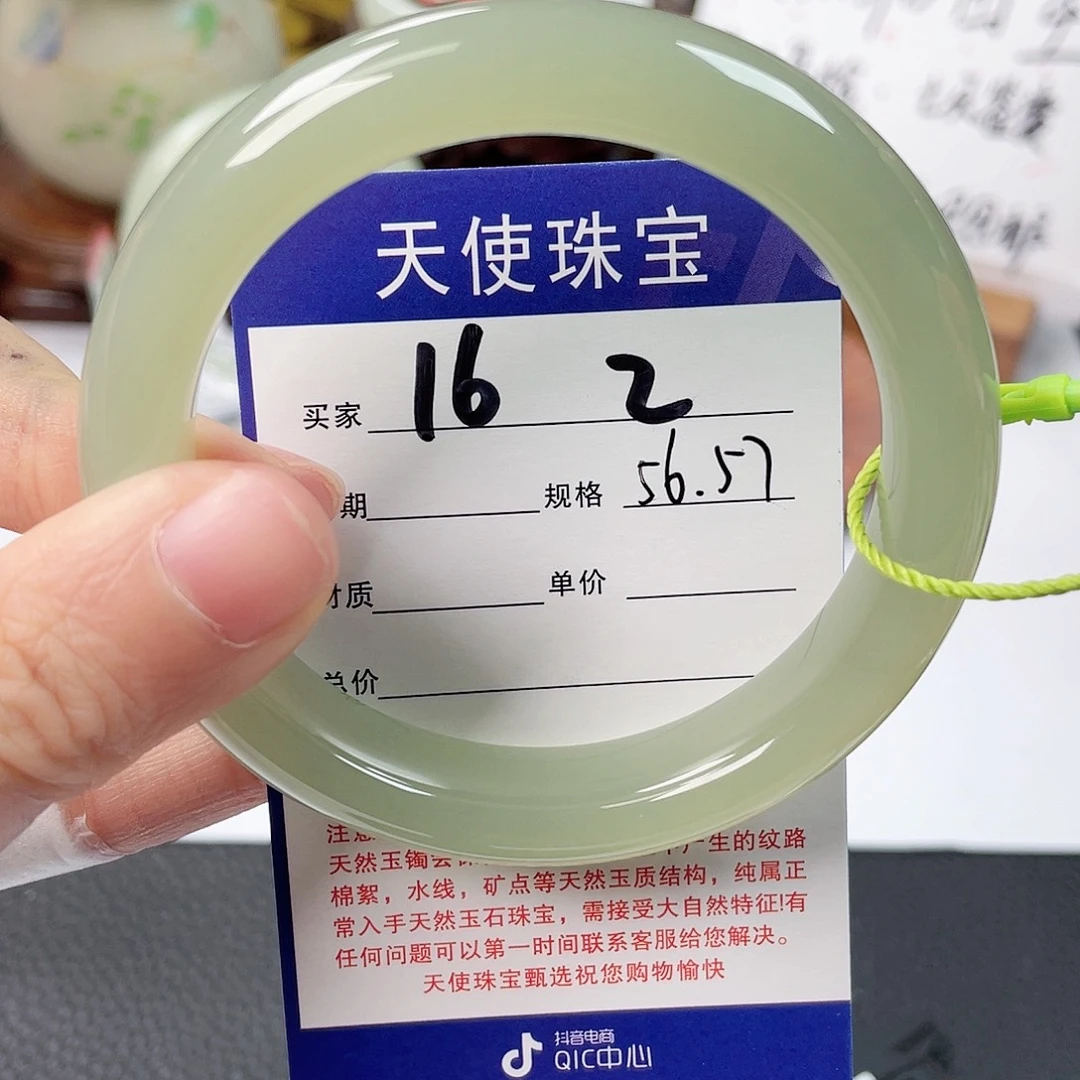 天使珠宝
买家 16 2
期 规格 56.57
材质 单价
总价
天然玉镯会 产生的纹路
棉絮，水线，矿点等天然玉质结构，纯属正
常入手天然玉石珠宝，需接受大自然特征!有
任何问题可以第一时间联系客服给您解决。
天使珠宝甄选祝您购物愉快
抖音电商
QIC中心